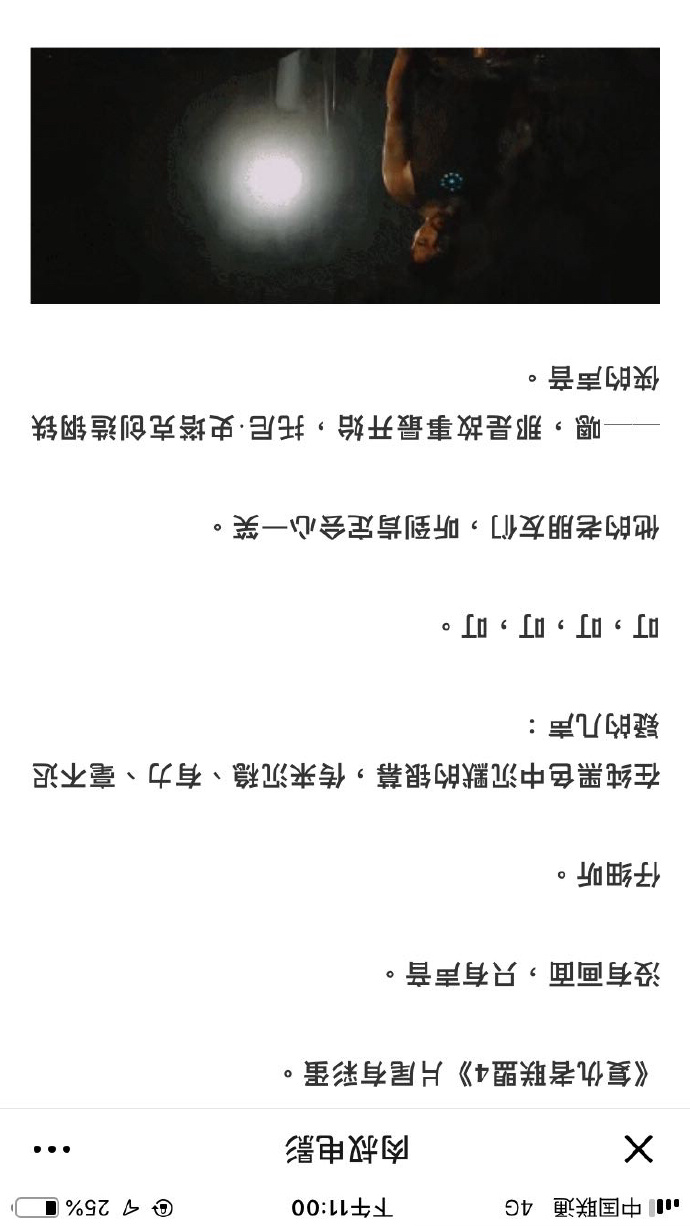 中国联通 4G 下午11:00 25%
肉叔电影
《复仇者联盟4》片尾有彩蛋。
没有画面，只有声音。
仔细听。
在纯黑色中沉默的银幕，传来沉稳、有力、毫不迟
疑的几声：
叮，叮，叮，叮。
他的老朋友们，听到肯定会心一笑。
——嗯，那是故事最开始，托尼·史塔克创造钢铁
侠的声音。